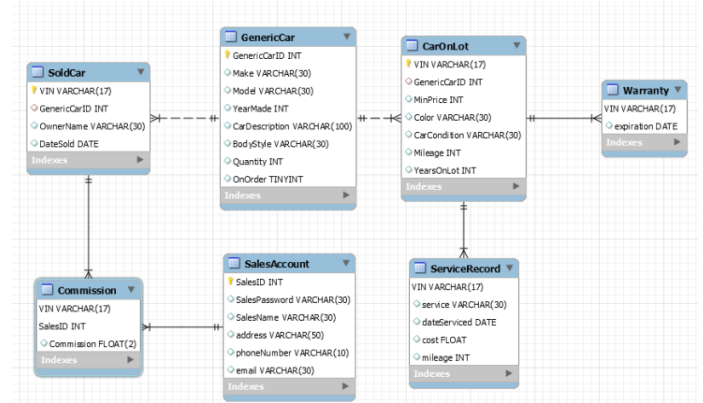 SoldCar
VIN VARCHAR(17)
GenericCarID INT
OwnerName VARCHAR(30)
DateSold DATE
Indexes
GenericCar
GenericCarID INT
Make VARCHAR(30)
Model VARCHAR(30)
YearMade INT
CarDescription VARCHAR(100)
BodyStyle VARCHAR(30)
Quantity INT
OnOrder TINYINT
Indexes
CarOnLot
VIN VARCHAR(17)
GenericCarID INT
MinPrice INT
Color VARCHAR(30)
CarCondition VARCHAR(30)
Mileage INT
YearsOnLot INT
Indexes
Warranty
VIN VARCHAR(17)
expiration DATE
Indexes
Commission
VIN VARCHAR(17)
SalesID INT
Commission FLOAT(2)
Indexes
SalesAccount
SalesID INT
SalesPassword VARCHAR(30)
SalesName VARCHAR(30)
address VARCHAR(50)
phoneNumber VARCHAR(10)
email VARCHAR(30)
Indexes
ServiceRecord
VIN VARCHAR(17)
service VARCHAR(30)
dateServiced DATE
cost FLOAT
mileage INT
Indexes